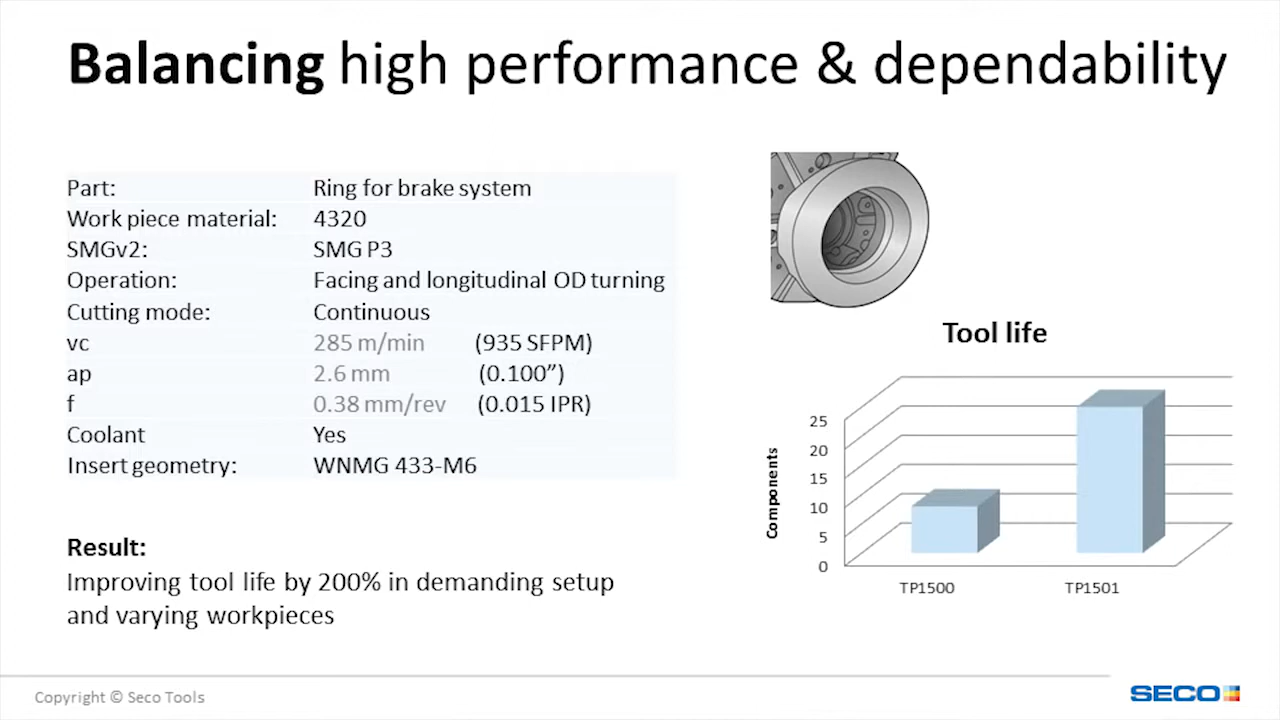 Balancing high performance & dependability
Part: Ring for brake system
Work piece material: 4320
SMGv2: SMG P3
Operation: Facing and longitudinal OD turning
Cutting mode: Continuous
vc 285 m/min (935 SFPM)
ap 2.6 mm (0.100”)
f 0.38 mm/rev (0.015 IPR)
Coolant Yes
Insert geometry: WNMG 433-M6
Result:
Improving tool life by 200% in demanding setup
and varying workpieces
Tool life
Components
25
20
15
10
5
0
TP1500 TP1501
Copyright © Seco Tools
SECO